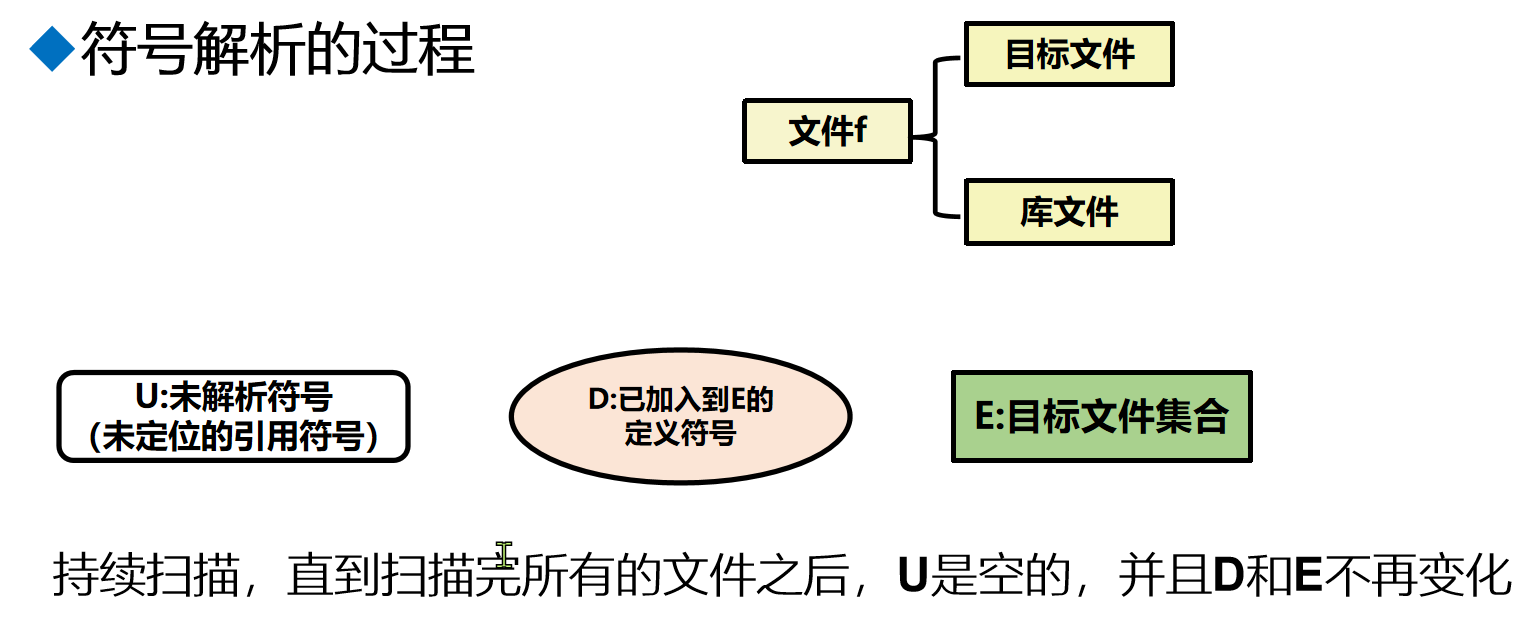 符号解析的过程
目标文件
文件f
库文件
U:未解析符号
（未定位的引用符号）
D:已加入到E的
定义符号
E:目标文件集合
持续扫描，直到扫描完所有的文件之后，U是空的，并且D和E不再变化